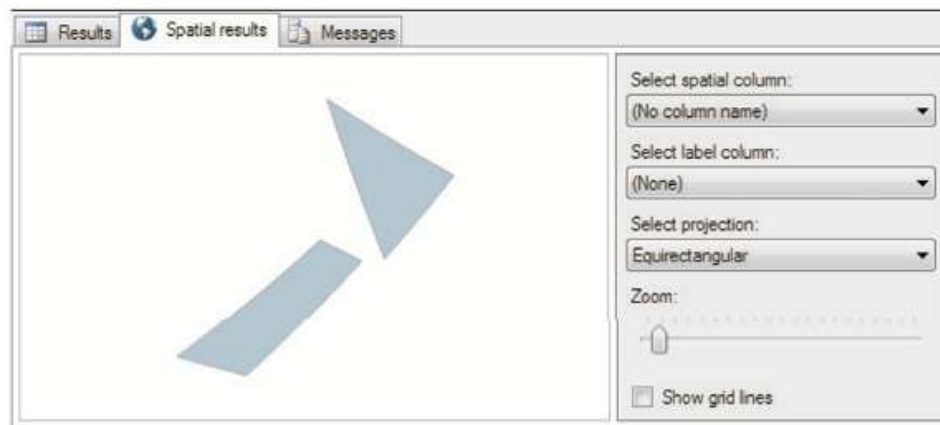 Results Spatial results Messages
Select spatial column:
(No column name)
Select label column:
(None)
Select projection:
Equirectangular
Zoom:
Show grid lines